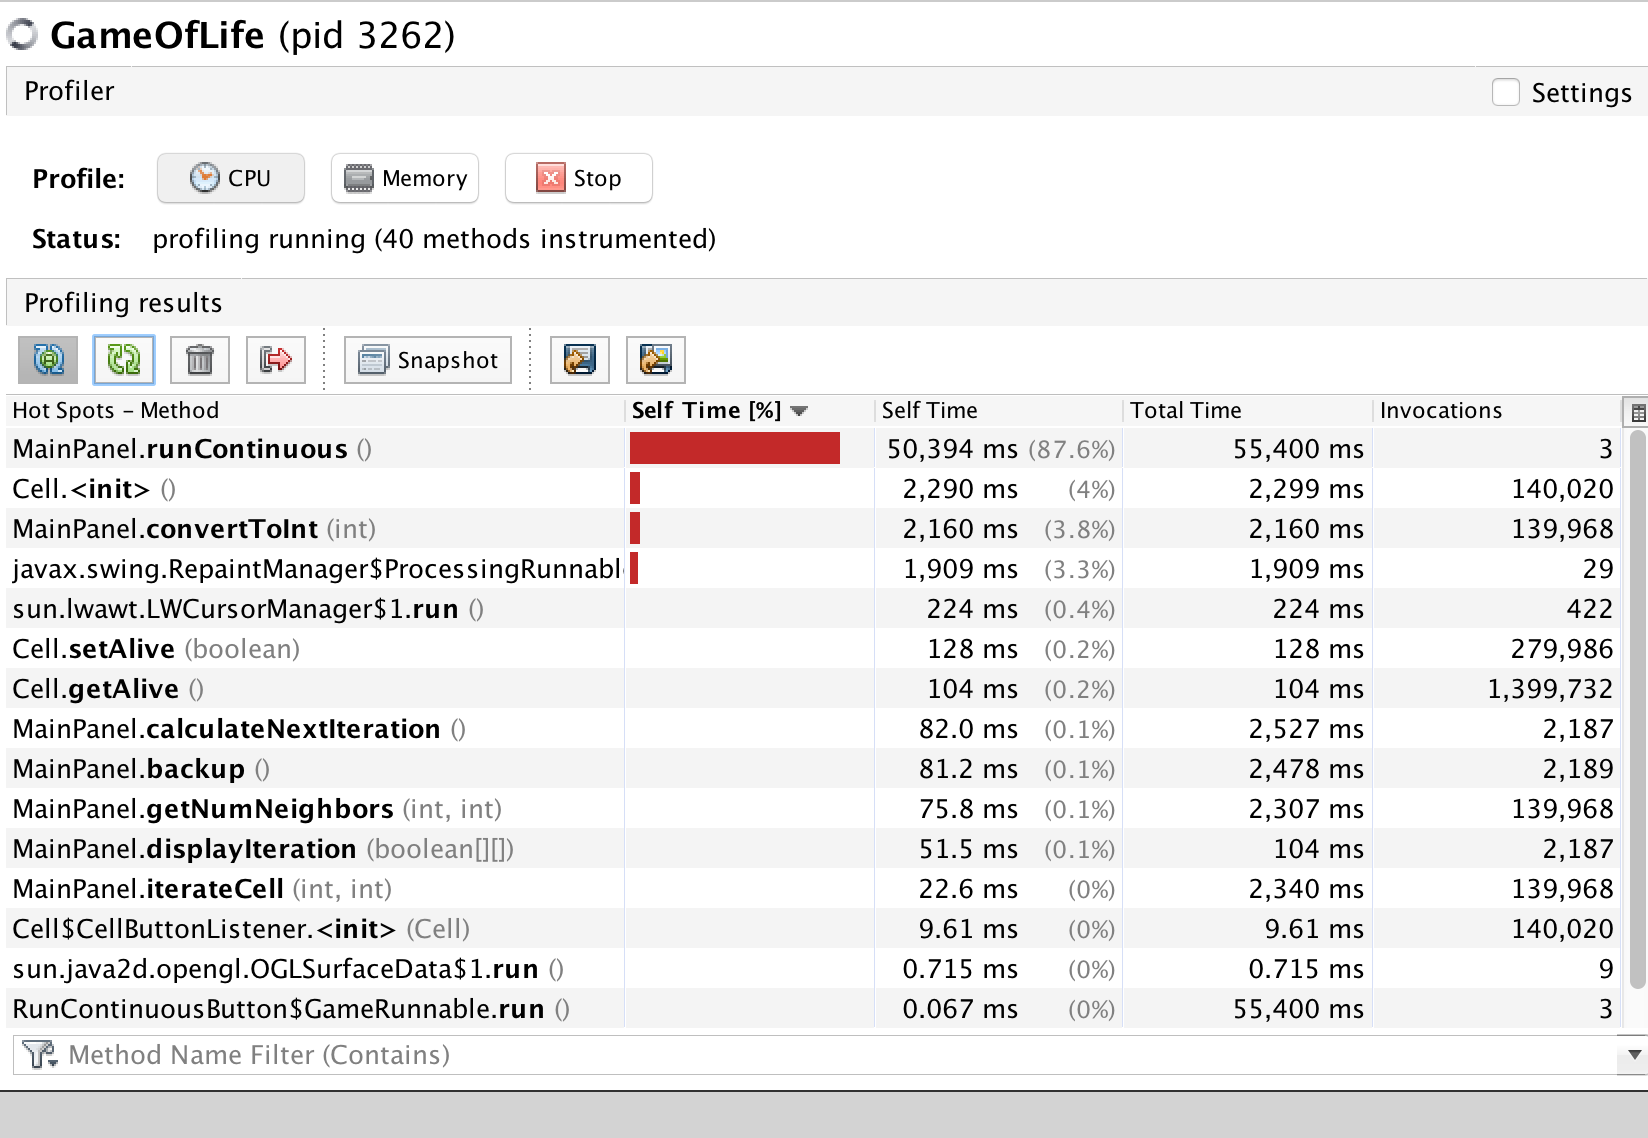 GameOfLife (pid 3262)
Profiler Settings
Profile: CPU Memory Stop
Status: profiling running (40 methods instrumented)
Profiling results
Snapshot
Hot Spots – Method Self Time [%] Self Time Total Time Invocations
MainPanel.runContinuous () 50,394 ms (87.6%) 55,400 ms 3
Cell.<init> () 2,290 ms (4%) 2,299 ms 140,020
MainPanel.convertToInt (int) 2,160 ms (3.8%) 2,160 ms 139,968
javax.swing.RepaintManager$ProcessingRunnabl 1,909 ms (3.3%) 1,909 ms 29
sun.lwawt.LWCursorManager$1.run () 224 ms (0.4%) 224 ms 422
Cell.setAlive (boolean) 128 ms (0.2%) 128 ms 279,986
Cell.getAlive () 104 ms (0.2%) 104 ms 1,399,732
MainPanel.calculateNextIteration () 82.0 ms (0.1%) 2,527 ms 2,187
MainPanel.backup () 81.2 ms (0.1%) 2,478 ms 2,189
MainPanel.getNumNeighbors (int, int) 75.8 ms (0.1%) 2,307 ms 139,968
MainPanel.displayIteration (boolean[][]) 51.5 ms (0.1%) 104 ms 2,187
MainPanel.iterateCell (int, int) 22.6 ms (0%) 2,340 ms 139,968
Cell$CellButtonListener.<init> (Cell) 9.61 ms (0%) 9.61 ms 140,020
sun.java2d.opengl.OGLSurfaceData$1.run () 0.715 ms (0%) 0.715 ms 9
RunContinuousButton$GameRunnable.run () 0.067 ms (0%) 55,400 ms 3
Method Name Filter (Contains)